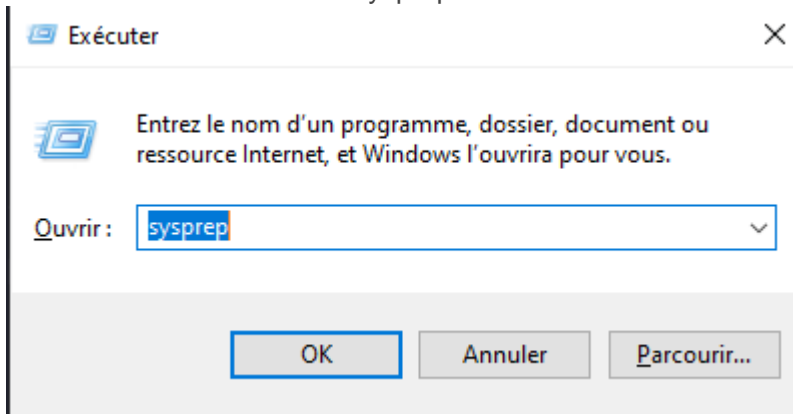 Exécuter
Entrez le nom d'un programme, dossier, document ou
ressource Internet, et Windows l'ouvrira pour vous.
Ouvrir : sysprep
OK Annuler Parcourir...